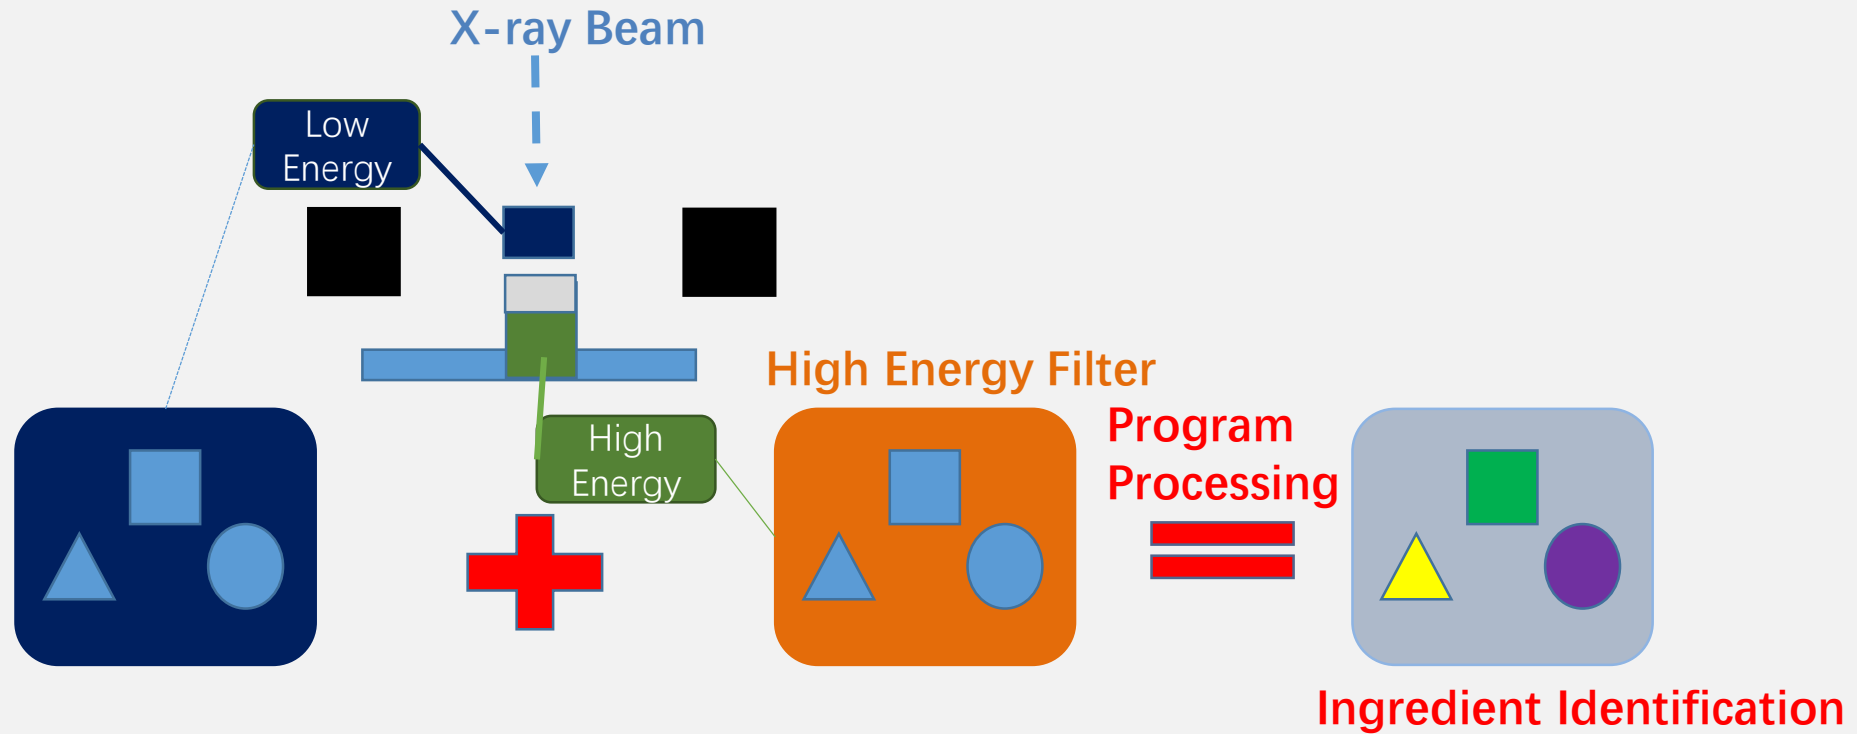 X-ray Beam
Low
Energy
High Energy Filter
High
Energy
Program
Processing
Ingredient Identification